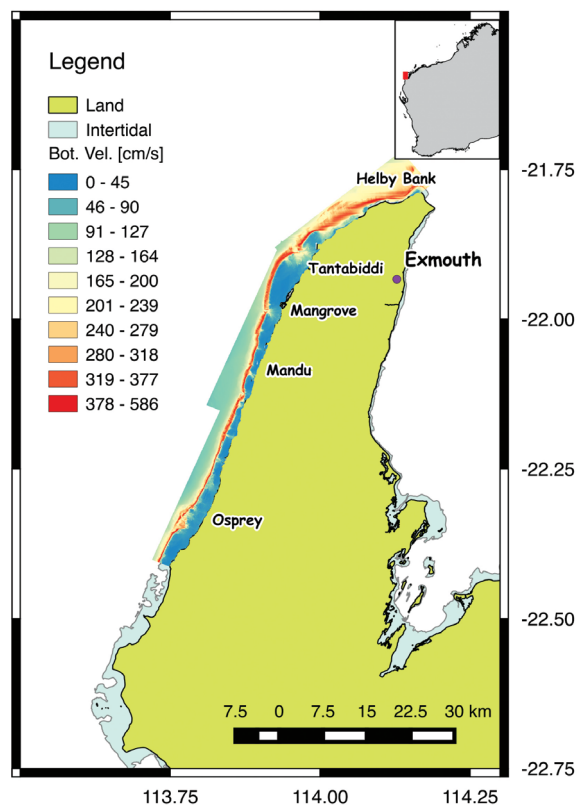 Legend
Land
Intertidal
Bot. Vel. [cm/s]
0 - 45
46 - 90
91 - 127
128 - 164
165 - 200
201 - 239
240 - 279
280 - 318
319 - 377
378 - 586
Helby Bank
Tantabiddi
Exmouth
Mangrove
Mandu
Osprey
7.5 0 7.5 15 22.5 30 km
-21.75
-22.00
-22.25
-22.50
-22.75
113.75 114.00 114.25